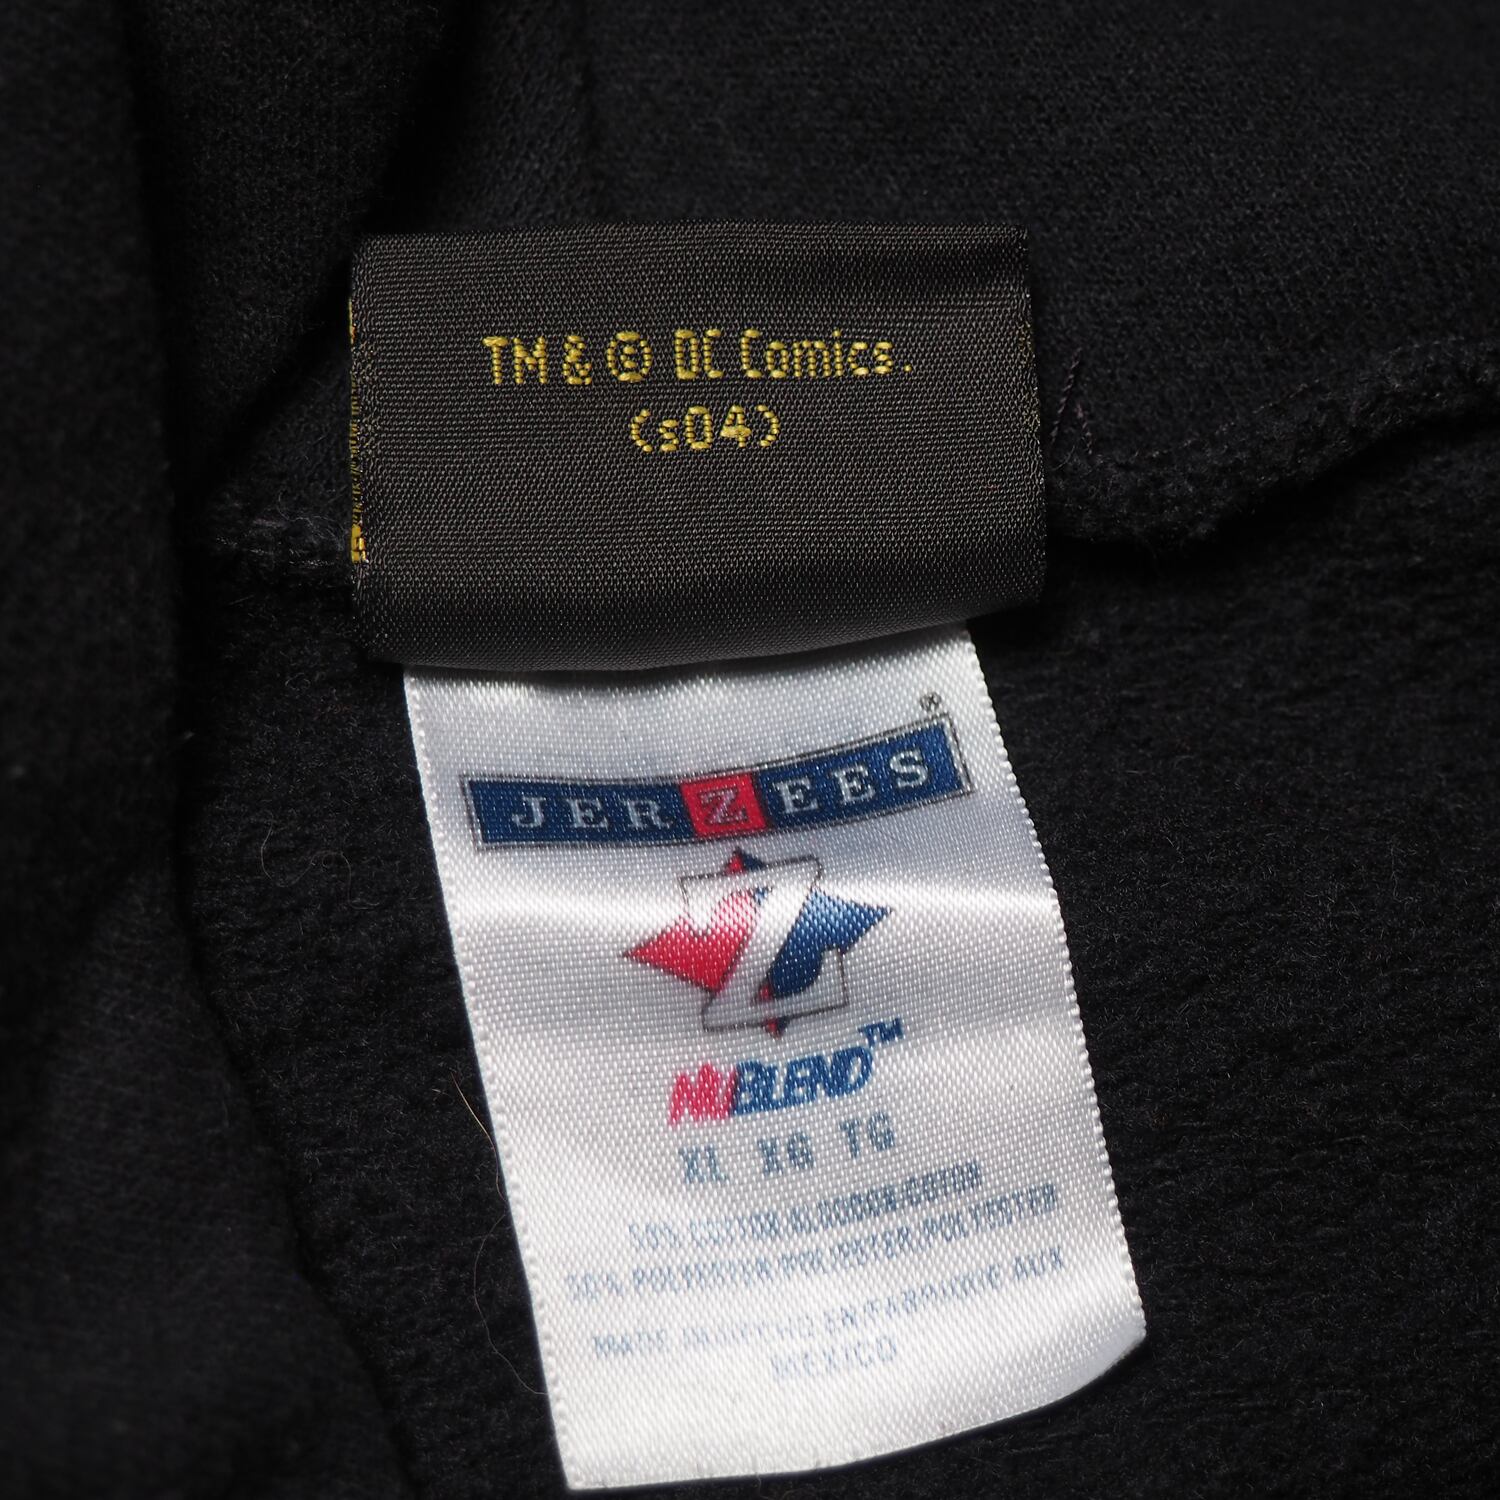 TM & © DC Comics.
(s04)
JERZEES®
NUBLEND™
XL XG TG
50% COTTON/ALGODON/COTON
50% POLYESTER/POLIESTER/POLYESTER
MADE IN/HECHO EN/FABRIQUE AUX
MEXICO